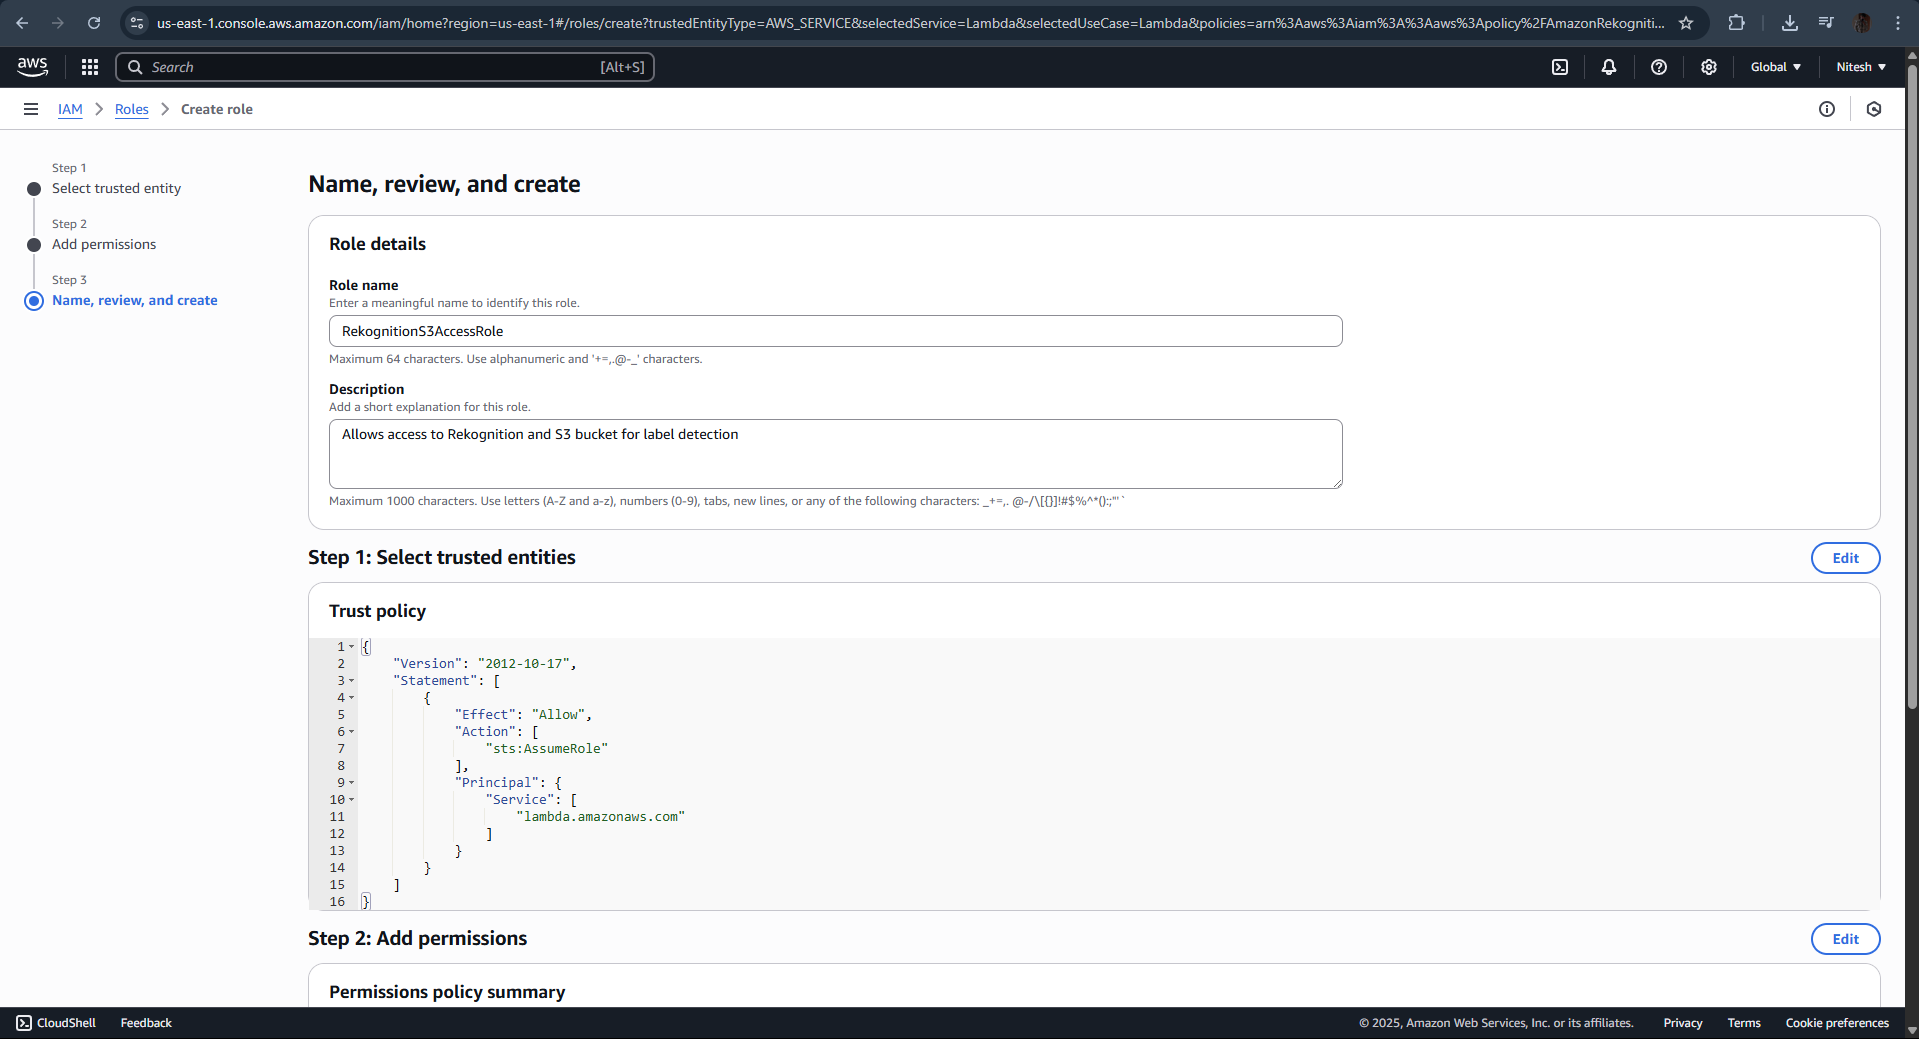 us-east-1.console.aws.amazon.com/iam/home?region=us-east-1#/roles/create?trustedEntityType=AWS_SERVICE&selectedService=Lambda&selectedUseCase=Lambda&policies=arn%3Aaws%3Aiam%3A%3Aaws%3Apolicy%2FAmazonRekogniti...
aws
Search [Alt+S]
Global
Nitesh
IAM
Roles
Create role
Step 1
Select trusted entity
Step 2
Add permissions
Step 3
Name, review, and create
Name, review, and create
Role details
Role name
Enter a meaningful name to identify this role.
RekognitionS3AccessRole
Maximum 64 characters. Use alphanumeric and '+=,.@-_' characters.
Description
Add a short explanation for this role.
Allows access to Rekognition and S3 bucket for label detection
Maximum 1000 characters. Use letters (A-Z and a-z), numbers (0-9), tabs, new lines, or any of the following characters: _+=,. @-/\[{}]!#$%^*();:"'`
Step 1: Select trusted entities
Edit
Trust policy
1 {
2 "Version": "2012-10-17",
3 "Statement": [
4 {
5 "Effect": "Allow",
6 "Action": [
7 "sts:AssumeRole"
8 ],
9 "Principal": {
10 "Service": [
11 "lambda.amazonaws.com"
12 ]
13 }
14 }
15 ]
16 }
Step 2: Add permissions
Edit
Permissions policy summary
CloudShell
Feedback
© 2025, Amazon Web Services, Inc. or its affiliates.
Privacy
Terms
Cookie preferences